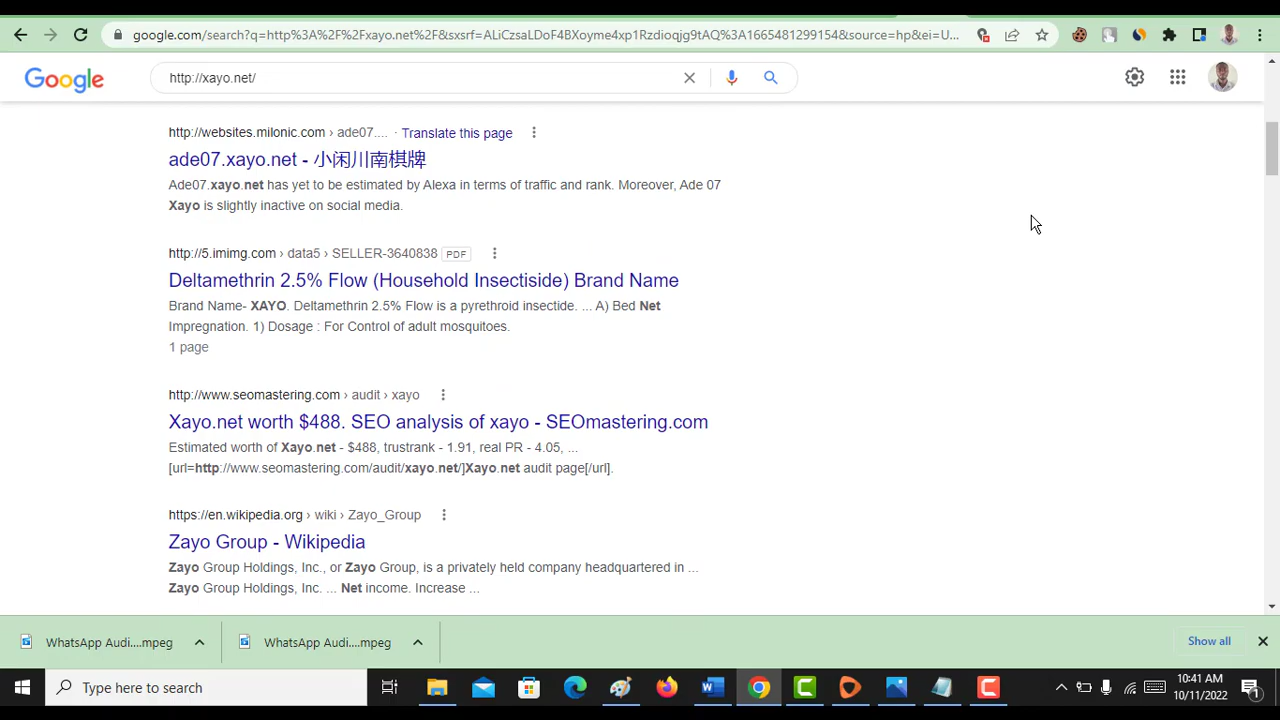 google.com/search?q=http%3A%2F%2Fxayo.net%2F&sxsrf=ALiCzsaLDoF4BXoyme4xp1Rzdioqjg9tAQ%3A1665481299154&source=hp&ei=U...
Google
http://xayo.net/
http://websites.milonic.com › ade07.... · Translate this page
ade07.xayo.net - 小闲川南棋牌
Ade07.xayo.net has yet to be estimated by Alexa in terms of traffic and rank. Moreover, Ade 07
Xayo is slightly inactive on social media.
http://5.imimg.com › data5 › SELLER-3640838 PDF
Deltamethrin 2.5% Flow (Household Insectiside) Brand Name
Brand Name- XAYO. Deltamethrin 2.5% Flow is a pyrethroid insectide. ... A) Bed Net
Impregnation. 1) Dosage : For Control of adult mosquitoes.
1 page
http://www.seomastering.com › audit › xayo
Xayo.net worth $488. SEO analysis of xayo - SEOmastering.com
Estimated worth of Xayo.net - $488, trustrank - 1.91, real PR - 4.05, ...
[url=http://www.seomastering.com/audit/xayo.net/]Xayo.net audit page[/url].
https://en.wikipedia.org › wiki › Zayo_Group
Zayo Group - Wikipedia
Zayo Group Holdings, Inc., or Zayo Group, is a privately held company headquartered in ...
Zayo Group Holdings, Inc. ... Net income. Increase ...
WhatsApp Audi....mpeg
WhatsApp Audi....mpeg
Show all
Type here to search
10:41 AM
10/11/2022
1